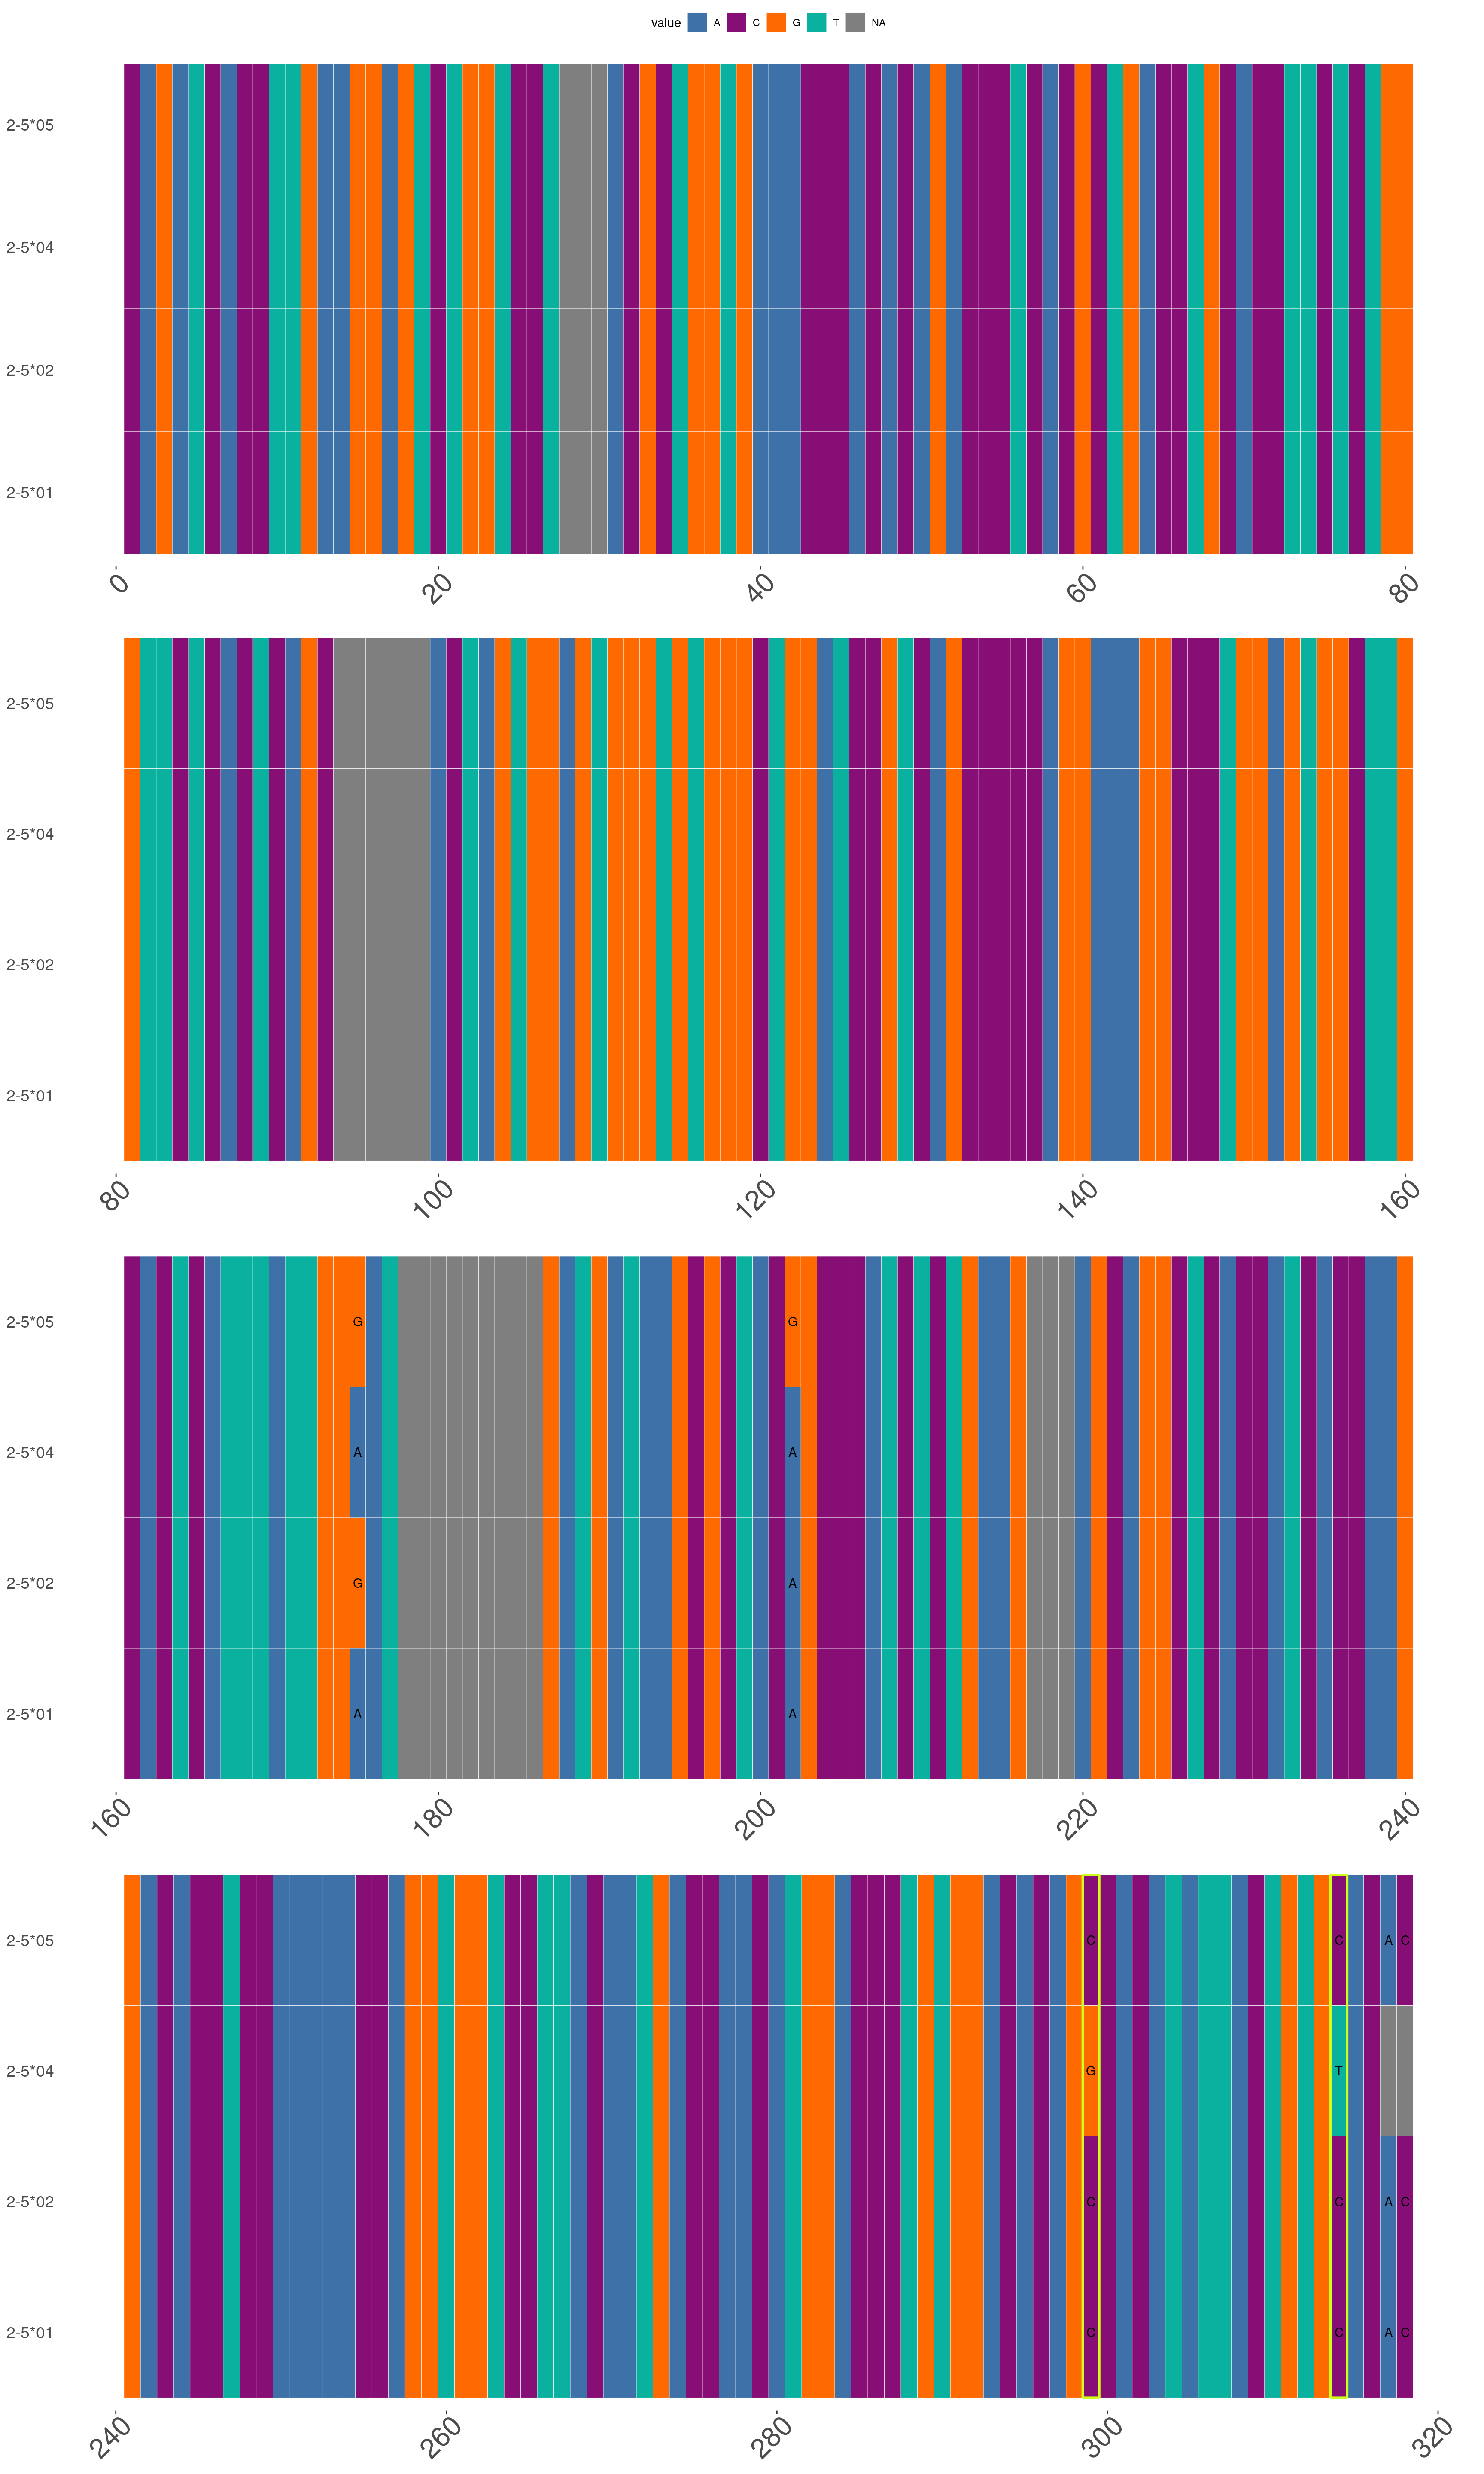 value A C G T NA
2-5*05
2-5*04
2-5*02
2-5*01
0 20 40 60 80
2-5*05
2-5*04
2-5*02
2-5*01
80 100 120 140 160
2-5*05 G G
2-5*04 A A
2-5*02 G A
2-5*01 A A
160 180 200 220 240
2-5*05 C C A C
2-5*04 G T
2-5*02 C C A C
2-5*01 C C A C
240 260 280 300 320